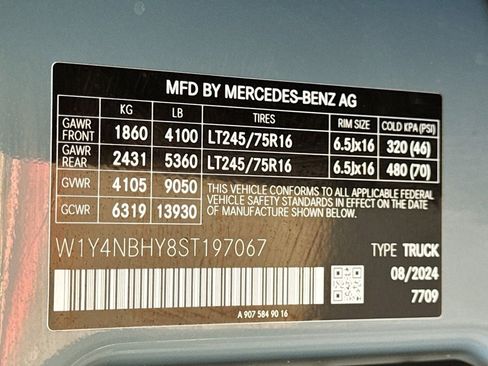 MFD BY MERCEDES-BENZ AG
KG LB TIRES RIM SIZE COLD KPA (PSI)
GAWR FRONT 1860 4100 LT245/75R16 6.5Jx16 320 (46)
GAWR REAR 2431 5360 LT245/75R16 6.5Jx16 480 (70)
GVWR 4105 9050 THIS VEHICLE CONFORMS TO ALL APPLICABLE FEDERAL
VEHICLE SAFETY STANDARDS IN EFFECT ON THE DATE OF
GCWR 6319 13930 MANUFACTURE SHOWN ABOVE.
W1Y4NBHY8ST197067 TYPE TRUCK
08/2024
7709
A 907 584 90 16